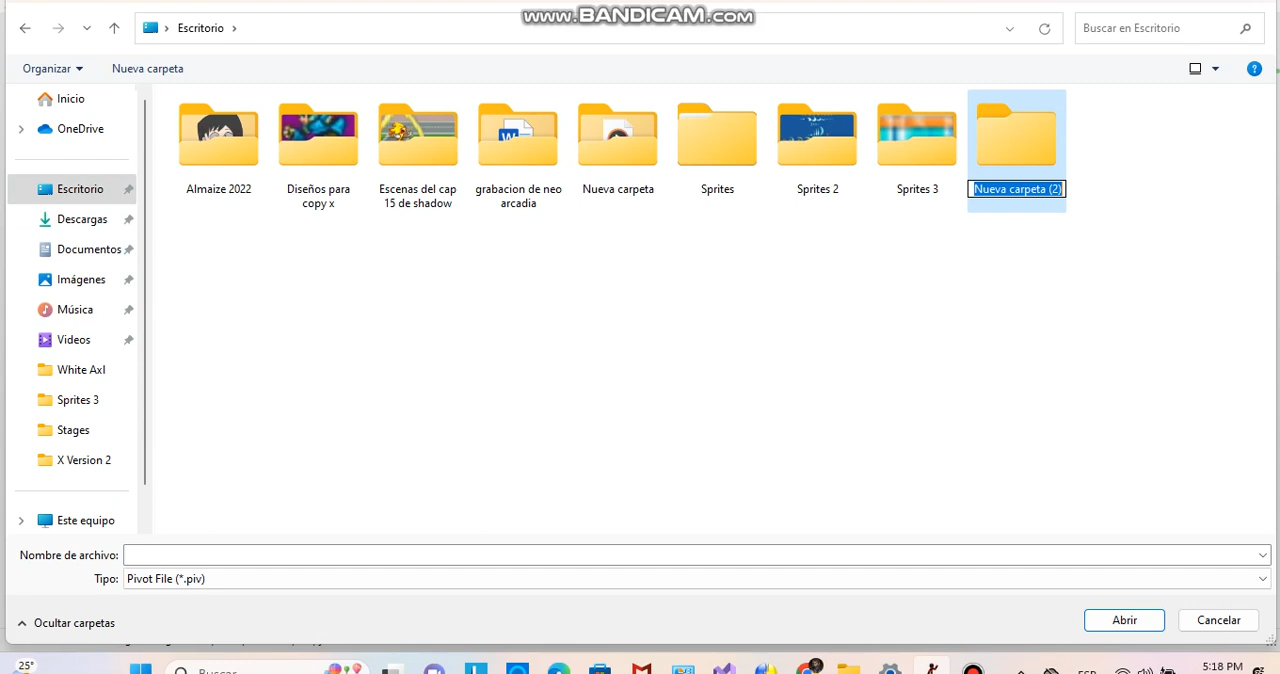 www.BANDICAM.com
Escritorio
Buscar en Escritorio
Organizar
Nueva carpeta
Inicio
OneDrive
Escritorio
Descargas
Documentos
Imágenes
Música
Videos
White Axl
Sprites 3
Stages
X Version 2
Este equipo
Almaize 2022
Diseños para
copy x
Escenas del cap
15 de shadow
grabacion de neo
arcadia
Nueva carpeta
Sprites
Sprites 2
Sprites 3
Nueva carpeta (2)
Nombre de archivo:
Tipo:
Pivot File (*.piv)
Ocultar carpetas
Abrir
Cancelar
25°
Buscar
ESP
5:18 PM